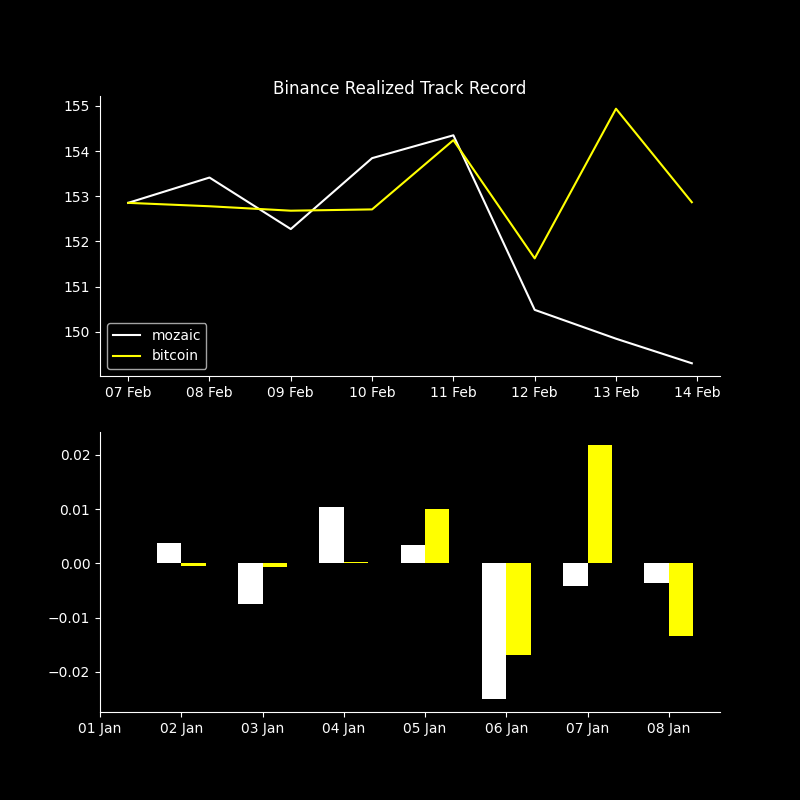 Binance Realized Track Record
155
154
153
152
151
150
mozaic
bitcoin
07 Feb 08 Feb 09 Feb 10 Feb 11 Feb 12 Feb 13 Feb 14 Feb
0.02
0.01
0.00
−0.01
−0.02
01 Jan 02 Jan 03 Jan 04 Jan 05 Jan 06 Jan 07 Jan 08 Jan